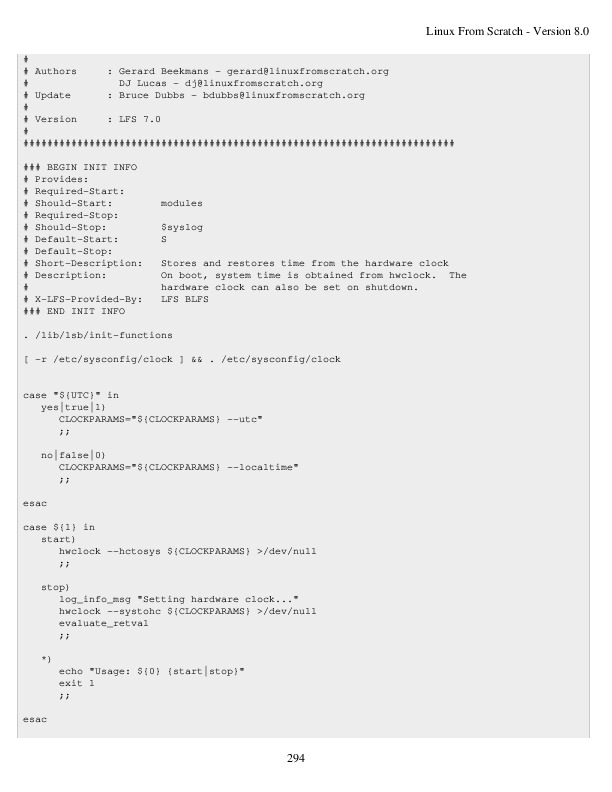 Linux From Scratch - Version 8.0
#
# Authors     : Gerard Beekmans - gerard@linuxfromscratch.org
#               DJ Lucas - dj@linuxfromscratch.org
# Update      : Bruce Dubbs - bdubbs@linuxfromscratch.org
#
# Version     : LFS 7.0
#
########################################################################

### BEGIN INIT INFO
# Provides:
# Required-Start:
# Should-Start:        modules
# Required-Stop:
# Should-Stop:         $syslog
# Default-Start:       S
# Default-Stop:
# Short-Description:   Stores and restores time from the hardware clock
# Description:         On boot, system time is obtained from hwclock.  The
#                      hardware clock can also be set on shutdown.
# X-LFS-Provided-By:   LFS BLFS
### END INIT INFO

. /lib/lsb/init-functions

[ -r /etc/sysconfig/clock ] && . /etc/sysconfig/clock


case "${UTC}" in
   yes|true|1)
      CLOCKPARAMS="${CLOCKPARAMS} --utc"
      ;;

   no|false|0)
      CLOCKPARAMS="${CLOCKPARAMS} --localtime"
      ;;

esac

case ${1} in
   start)
      hwclock --hctosys ${CLOCKPARAMS} >/dev/null
      ;;

   stop)
      log_info_msg "Setting hardware clock..."
      hwclock --systohc ${CLOCKPARAMS} >/dev/null
      evaluate_retval
      ;;

   *)
      echo "Usage: ${0} {start|stop}"
      exit 1
      ;;

esac
294